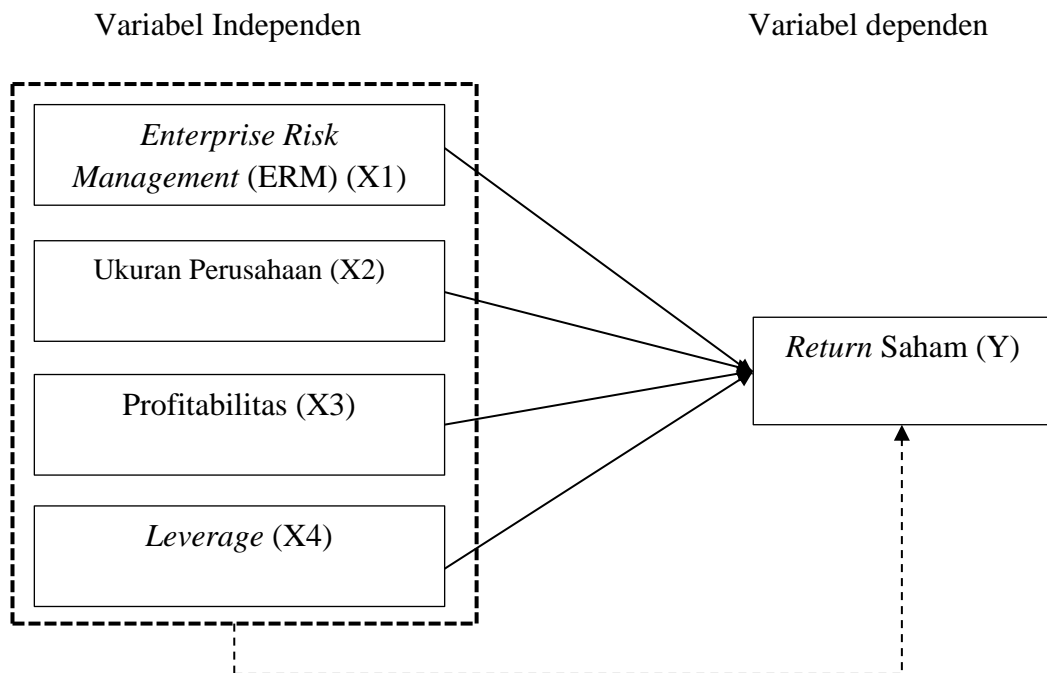 Variabel Independen
Variabel dependen
Enterprise Risk
Management (ERM) (X1)
Ukuran Perusahaan (X2)
Profitabilitas (X3)
Leverage (X4)
Return Saham (Y)